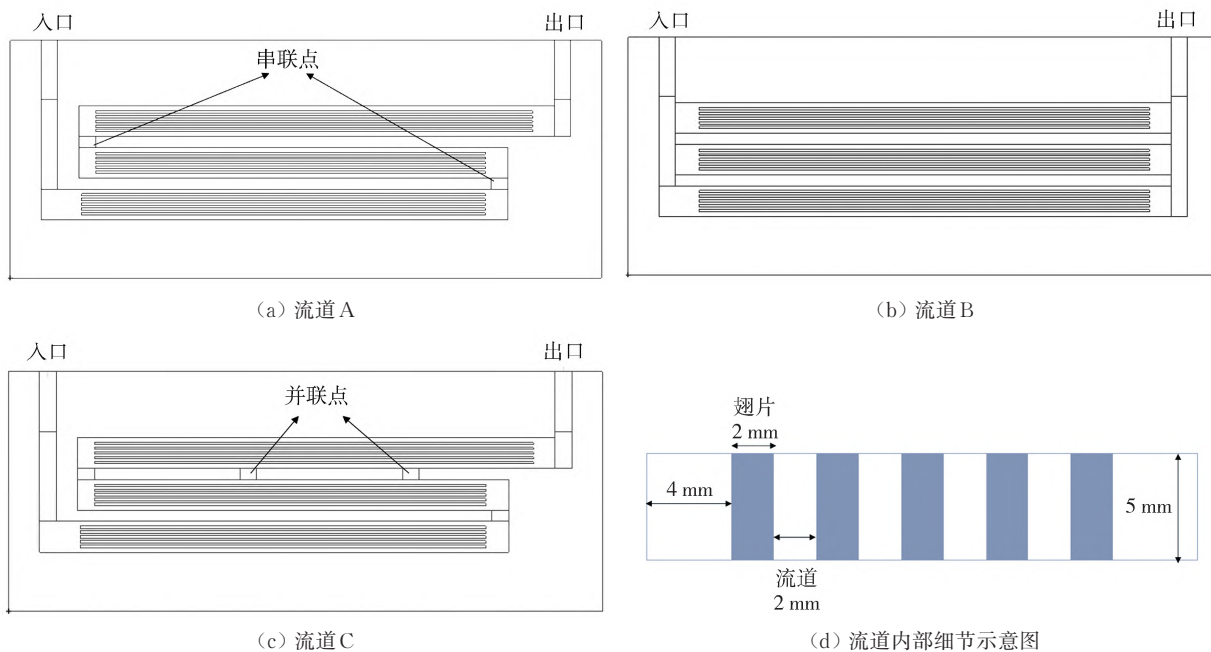 入口
出口
串联点
(a) 流道A
入口
出口
(b) 流道B
入口
出口
并联点
(c) 流道C
翅片
2 mm
4 mm
5 mm
流道
2 mm
(d) 流道内部细节示意图